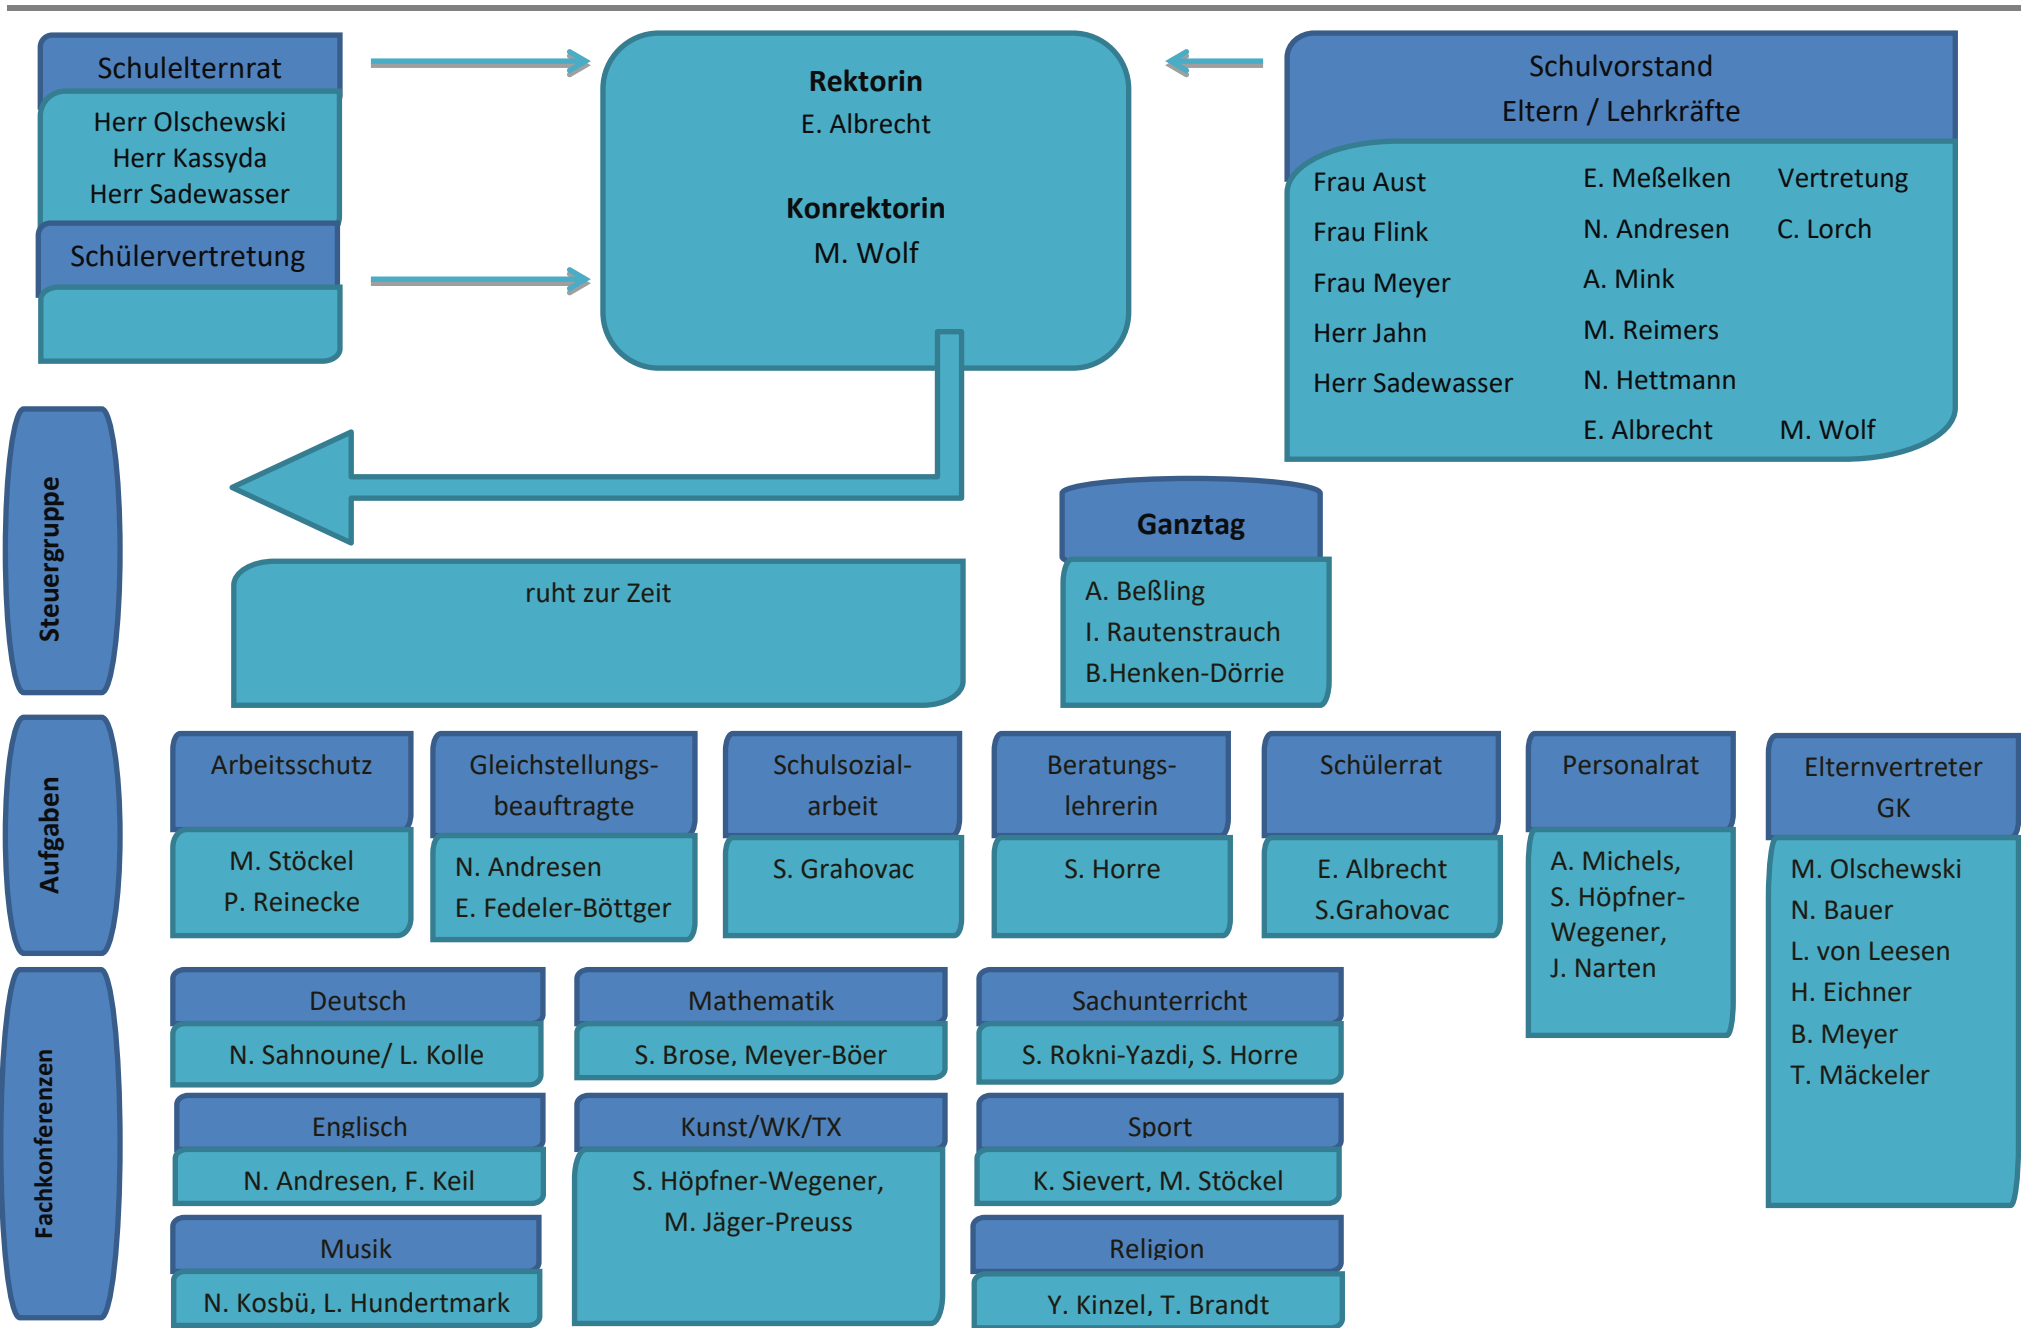 Schulelternrat
Herr Olschewski
Herr Kassyda
Herr Sadewasser
Schülervertretung
Rektorin
E. Albrecht
Konrektorin
M. Wolf
Schulvorstand
Eltern / Lehrkräfte
Frau Aust
Frau Flink
Frau Meyer
Herr Jahn
Herr Sadewasser
E. Meßelken
N. Andresen
A. Mink
M. Reimers
N. Hettmann
E. Albrecht
Vertretung
C. Lorch
M. Wolf
Steuergruppe
ruht zur Zeit
Ganztag
A. Beßling
I. Rautenstrauch
B.Henken-Dörrie
Aufgaben
Arbeitsschutz
M. Stöckel
P. Reinecke
Gleichstellungs-
beauftragte
N. Andresen
E. Fedeler-Böttger
Schulsozial-
arbeit
S. Grahovac
Beratungs-
lehrerin
S. Horre
Schülerrat
E. Albrecht
S.Grahovac
Personalrat
A. Michels,
S. Höpfner-
Wegener,
J. Narten
Elternvertreter
GK
M. Olschewski
N. Bauer
L. von Leesen
H. Eichner
B. Meyer
T. Mäckeler
Fachkonferenzen
Deutsch
N. Sahnoune/ L. Kolle
Mathematik
S. Brose, Meyer-Böer
Sachunterricht
S. Rokni-Yazdi, S. Horre
Englisch
N. Andresen, F. Keil
Kunst/WK/TX
S. Höpfner-Wegener,
M. Jäger-Preuss
Sport
K. Sievert, M. Stöckel
Musik
N. Kosbü, L. Hundertmark
Religion
Y. Kinzel, T. Brandt